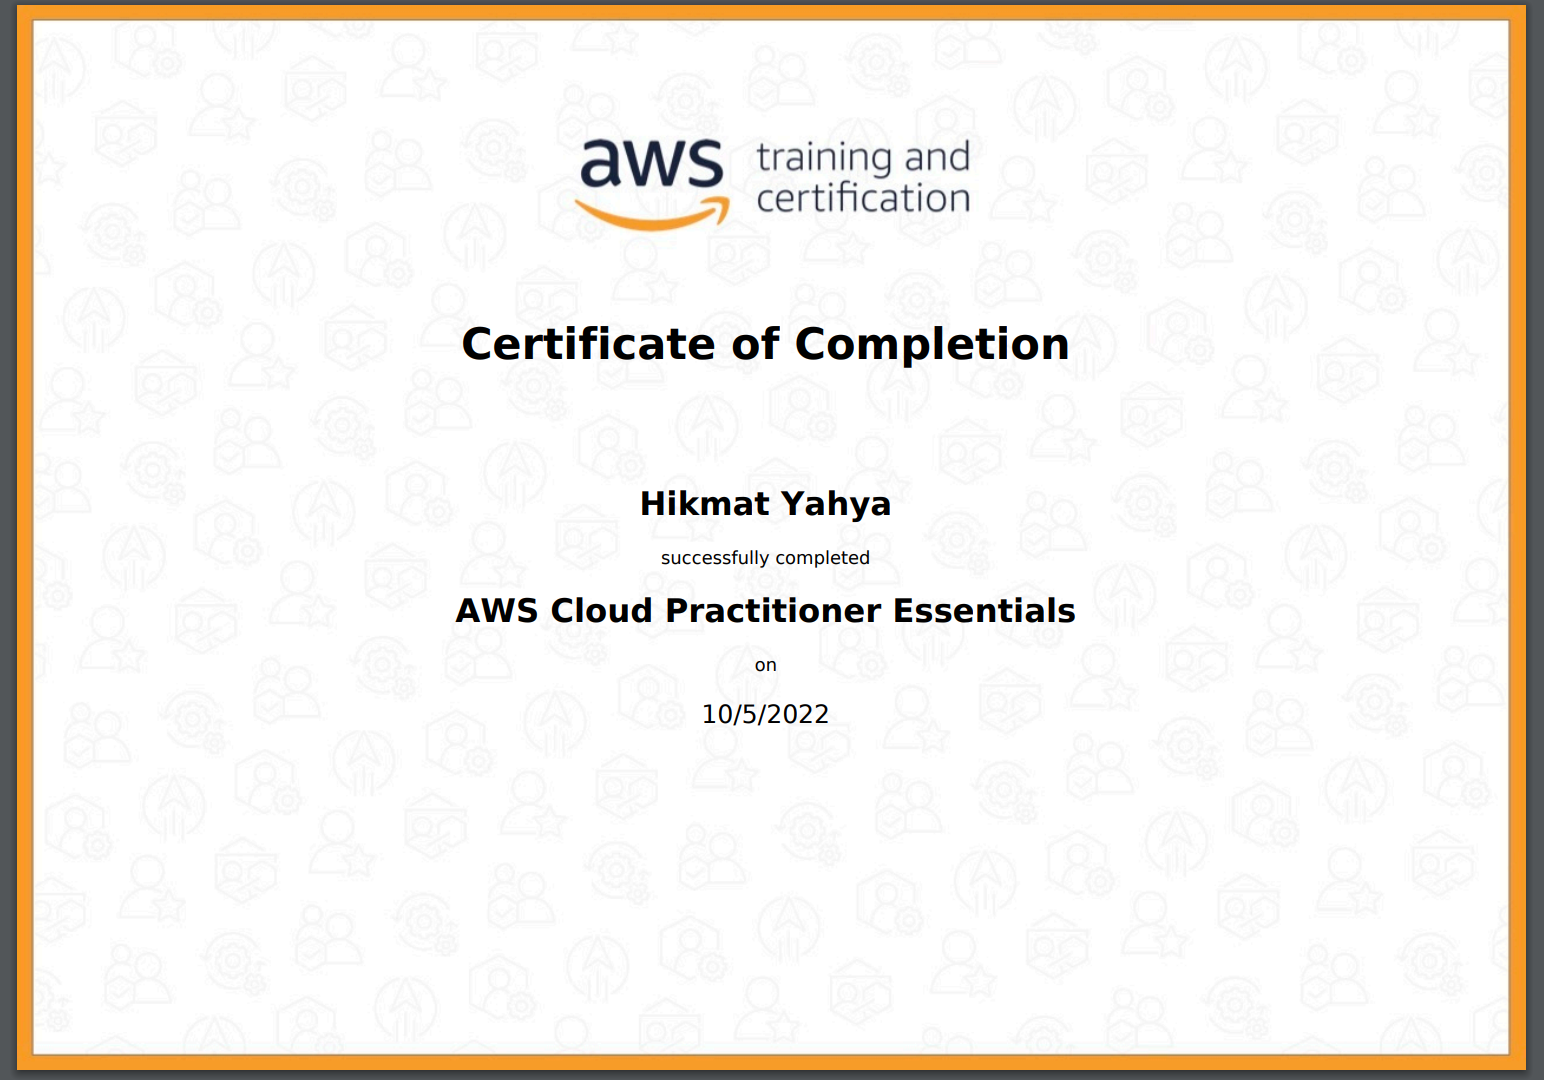 aws training and
certification
Certificate of Completion
Hikmat Yahya
successfully completed
AWS Cloud Practitioner Essentials
on
10/5/2022